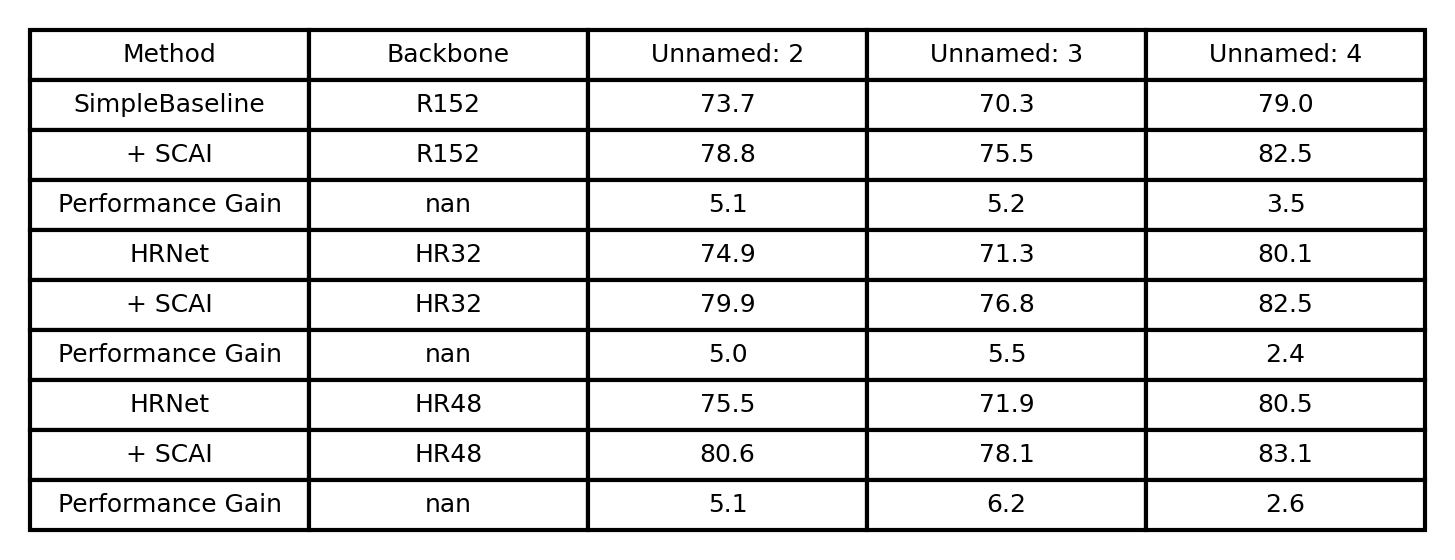 Method Backbone Unnamed: 2 Unnamed: 3 Unnamed: 4
SimpleBaseline R152 73.7 70.3 79.0
+ SCAI R152 78.8 75.5 82.5
Performance Gain nan 5.1 5.2 3.5
HRNet HR32 74.9 71.3 80.1
+ SCAI HR32 79.9 76.8 82.5
Performance Gain nan 5.0 5.5 2.4
HRNet HR48 75.5 71.9 80.5
+ SCAI HR48 80.6 78.1 83.1
Performance Gain nan 5.1 6.2 2.6